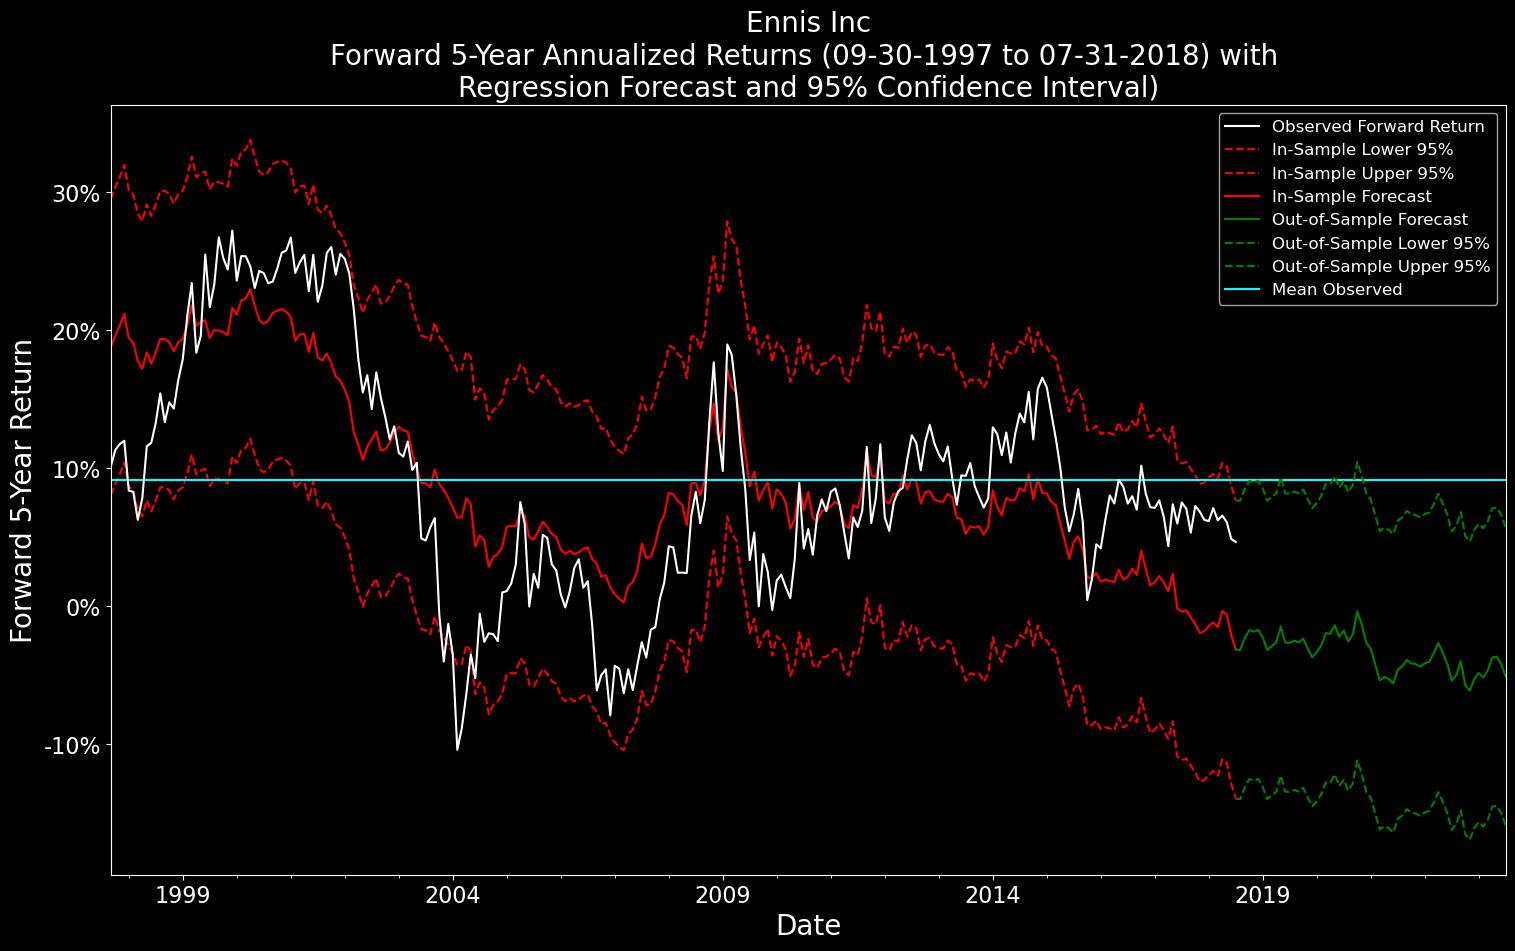 Ennis Inc
Forward 5-Year Annualized Returns (09-30-1997 to 07-31-2018) with
Regression Forecast and 95% Confidence Interval)
Observed Forward Return
In-Sample Lower 95%
In-Sample Upper 95%
In-Sample Forecast
Out-of-Sample Forecast
Out-of-Sample Lower 95%
Out-of-Sample Upper 95%
Mean Observed
Forward 5-Year Return
30%
20%
10%
0%
-10%
1999
2004
2009
2014
2019
Date